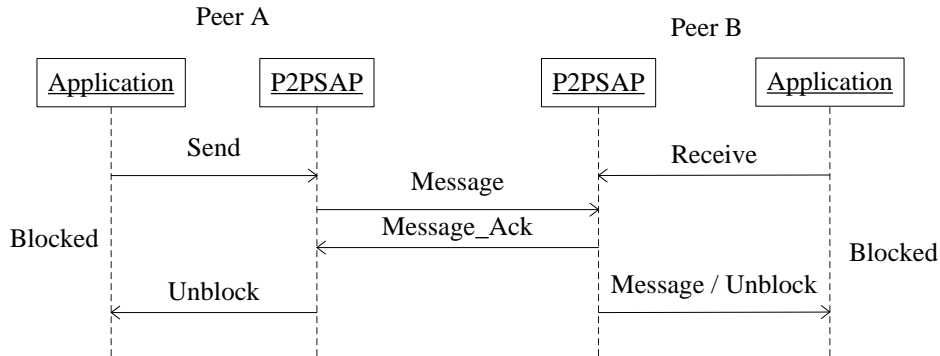 Peer A
Peer B
Application
P2PSAP
P2PSAP
Application
Send
Receive
Message
Message_Ack
Blocked
Blocked
Unblock
Message / Unblock